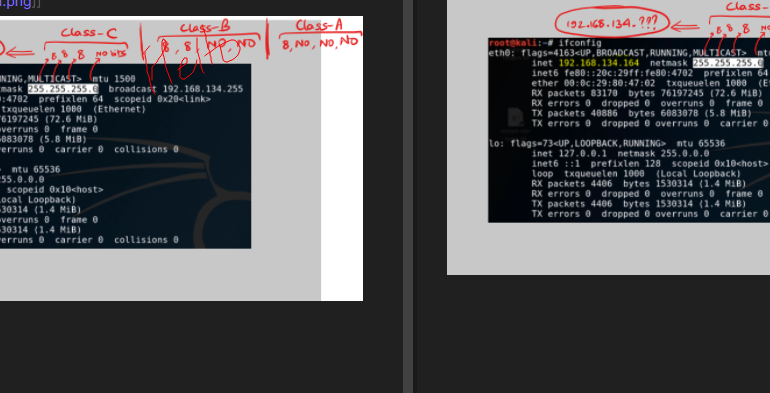 .png]]
Class-C
8 8 8 8 NO bits
Class-B
8, 8, NO, NO
Class-A
8, NO, NO, NO
Hello
NING,MULTICAST> mtu 1500
mask 255.255.255.0 broadcast 192.168.134.255
0:4702 prefixlen 64 scopeid 0x20<link>
txqueuelen 1000 (Ethernet)
76197245 (72.6 MiB)
overruns 0 frame 0
6083078 (5.8 MiB)
verruns 0 carrier 0 collisions 0
mtu 65536
255.0.0.0
scopeid 0x10<host>
Local Loopback)
530314 (1.4 MiB)
overruns 0 frame 0
530314 (1.4 MiB)
verruns 0 carrier 0 collisions 0
192.168.134.???
Class-
8 8 8
root@kali:~# ifconfig
eth0: flags=4163<UP,BROADCAST,RUNNING,MULTICAST> mtu
inet 192.168.134.164 netmask 255.255.255.0
inet6 fe80::20c:29ff:fe80:4702 prefixlen 64
ether 00:0c:29:80:47:02 txqueuelen 1000 (E
RX packets 83170 bytes 76197245 (72.6 MiB)
RX errors 0 dropped 0 overruns 0 frame 0
TX packets 40886 bytes 6083078 (5.8 MiB)
TX errors 0 dropped 0 overruns 0 carrier 0
lo: flags=73<UP,LOOPBACK,RUNNING> mtu 65536
inet 127.0.0.1 netmask 255.0.0.0
inet6 ::1 prefixlen 128 scopeid 0x10<host>
loop txqueuelen 1000 (Local Loopback)
RX packets 4406 bytes 1530314 (1.4 MiB)
RX errors 0 dropped 0 overruns 0 frame 0
TX packets 4406 bytes 1530314 (1.4 MiB)
TX errors 0 dropped 0 overruns 0 carrier 0